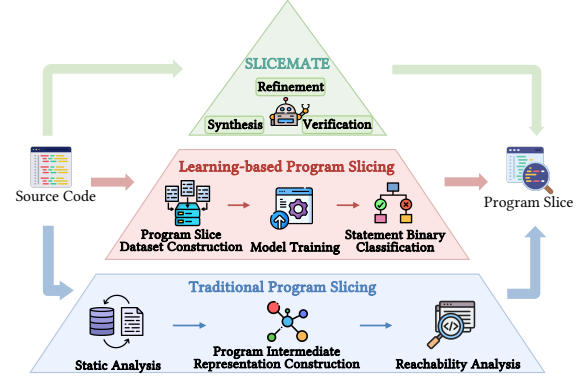 SLICEMATE
Refinement
Synthesis
Verification
Source Code
Learning-based Program Slicing
Program Slice
Dataset Construction
Model Training
Statement Binary
Classification
Program Slice
Traditional Program Slicing
Static Analysis
Program Intermediate
Representation Construction
Reachability Analysis